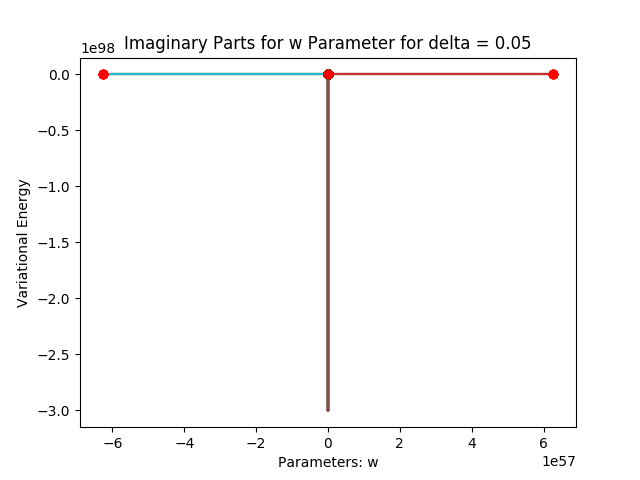 Imaginary Parts for w Parameter for delta = 0.05
1e98
0.0
−0.5
−1.0
−1.5
−2.0
−2.5
−3.0
Variational Energy
−6 −4 −2 0 2 4 6
1e57
Parameters: w